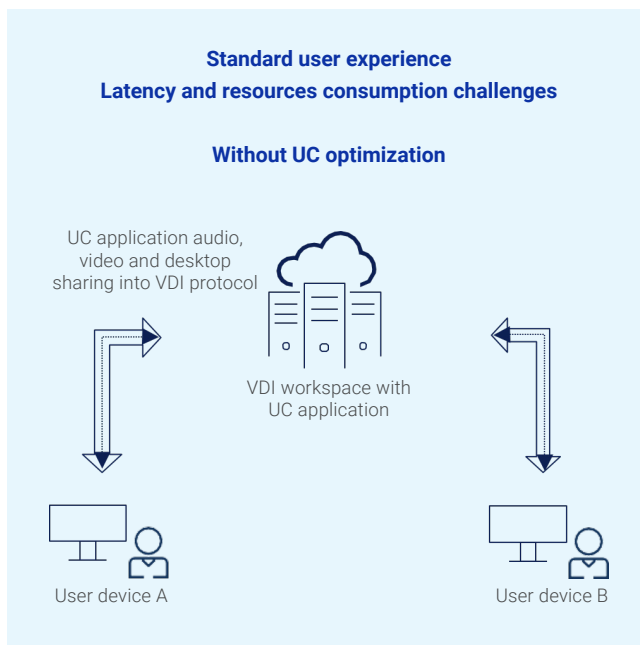 Standard user experience
Latency and resources consumption challenges
Without UC optimization
UC application audio,
video and desktop
sharing into VDI protocol
VDI workspace with
UC application
User device A
User device B